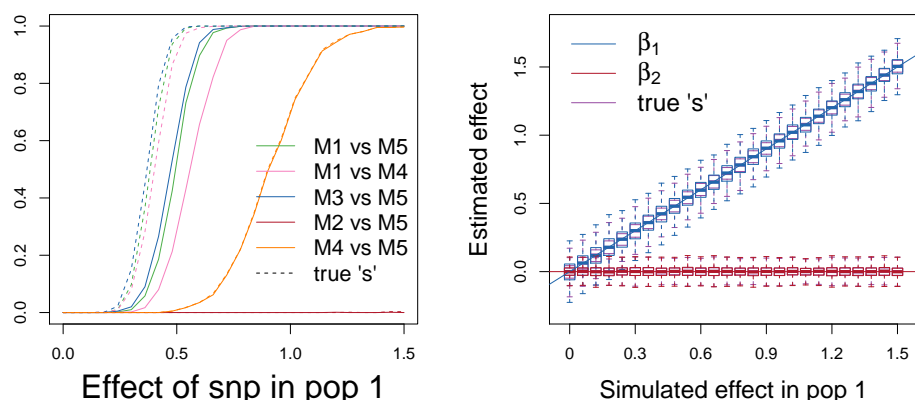 1.0
0.8
0.6
0.4
0.2
0.0
M1 vs M5
M1 vs M4
M3 vs M5
M2 vs M5
M4 vs M5
true 's'
0.0 0.5 1.0 1.5
Effect of snp in pop 1
Estimated effect
1.5
1.0
0.5
0.0
β1
β2
true 's'
0 0.3 0.6 0.9 1.2 1.5
Simulated effect in pop 1